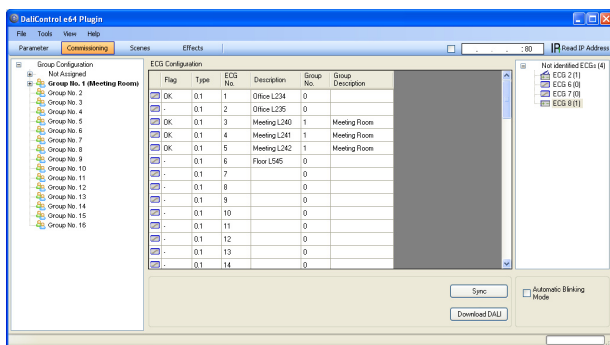 DaliControl e64 Plugin
File Tools View Help
Parameter Commissioning Scenes Effects . . . :80 IP Read IP Address
Group Configuration
Not Assigned
Group No. 1 (Meeting Room)
Group No. 2
Group No. 3
Group No. 4
Group No. 5
Group No. 6
Group No. 7
Group No. 8
Group No. 9
Group No. 10
Group No. 11
Group No. 12
Group No. 13
Group No. 14
Group No. 15
Group No. 16
ECG Configuration
Flag Type ECG No. Description Group No. Group Description
OK 0.1 1 Office L234 0
- 0.1 2 Office L235 0
OK 0.1 3 Meeting L240 1 Meeting Room
OK 0.1 4 Meeting L241 1 Meeting Room
OK 0.1 5 Meeting L242 1 Meeting Room
- 0.1 6 Floor L545 0
- 0.1 7 0
- 0.1 8 0
- 0.1 9 0
- 0.1 10 0
- 0.1 11 0
- 0.1 12 0
- 0.1 13 0
- 0.1 14 0
Not identified ECGs (4)
ECG 2 (1)
ECG 6 (0)
ECG 7 (0)
ECG 8 (1)
Sync
Download DALI
Automatic Blinking
Mode